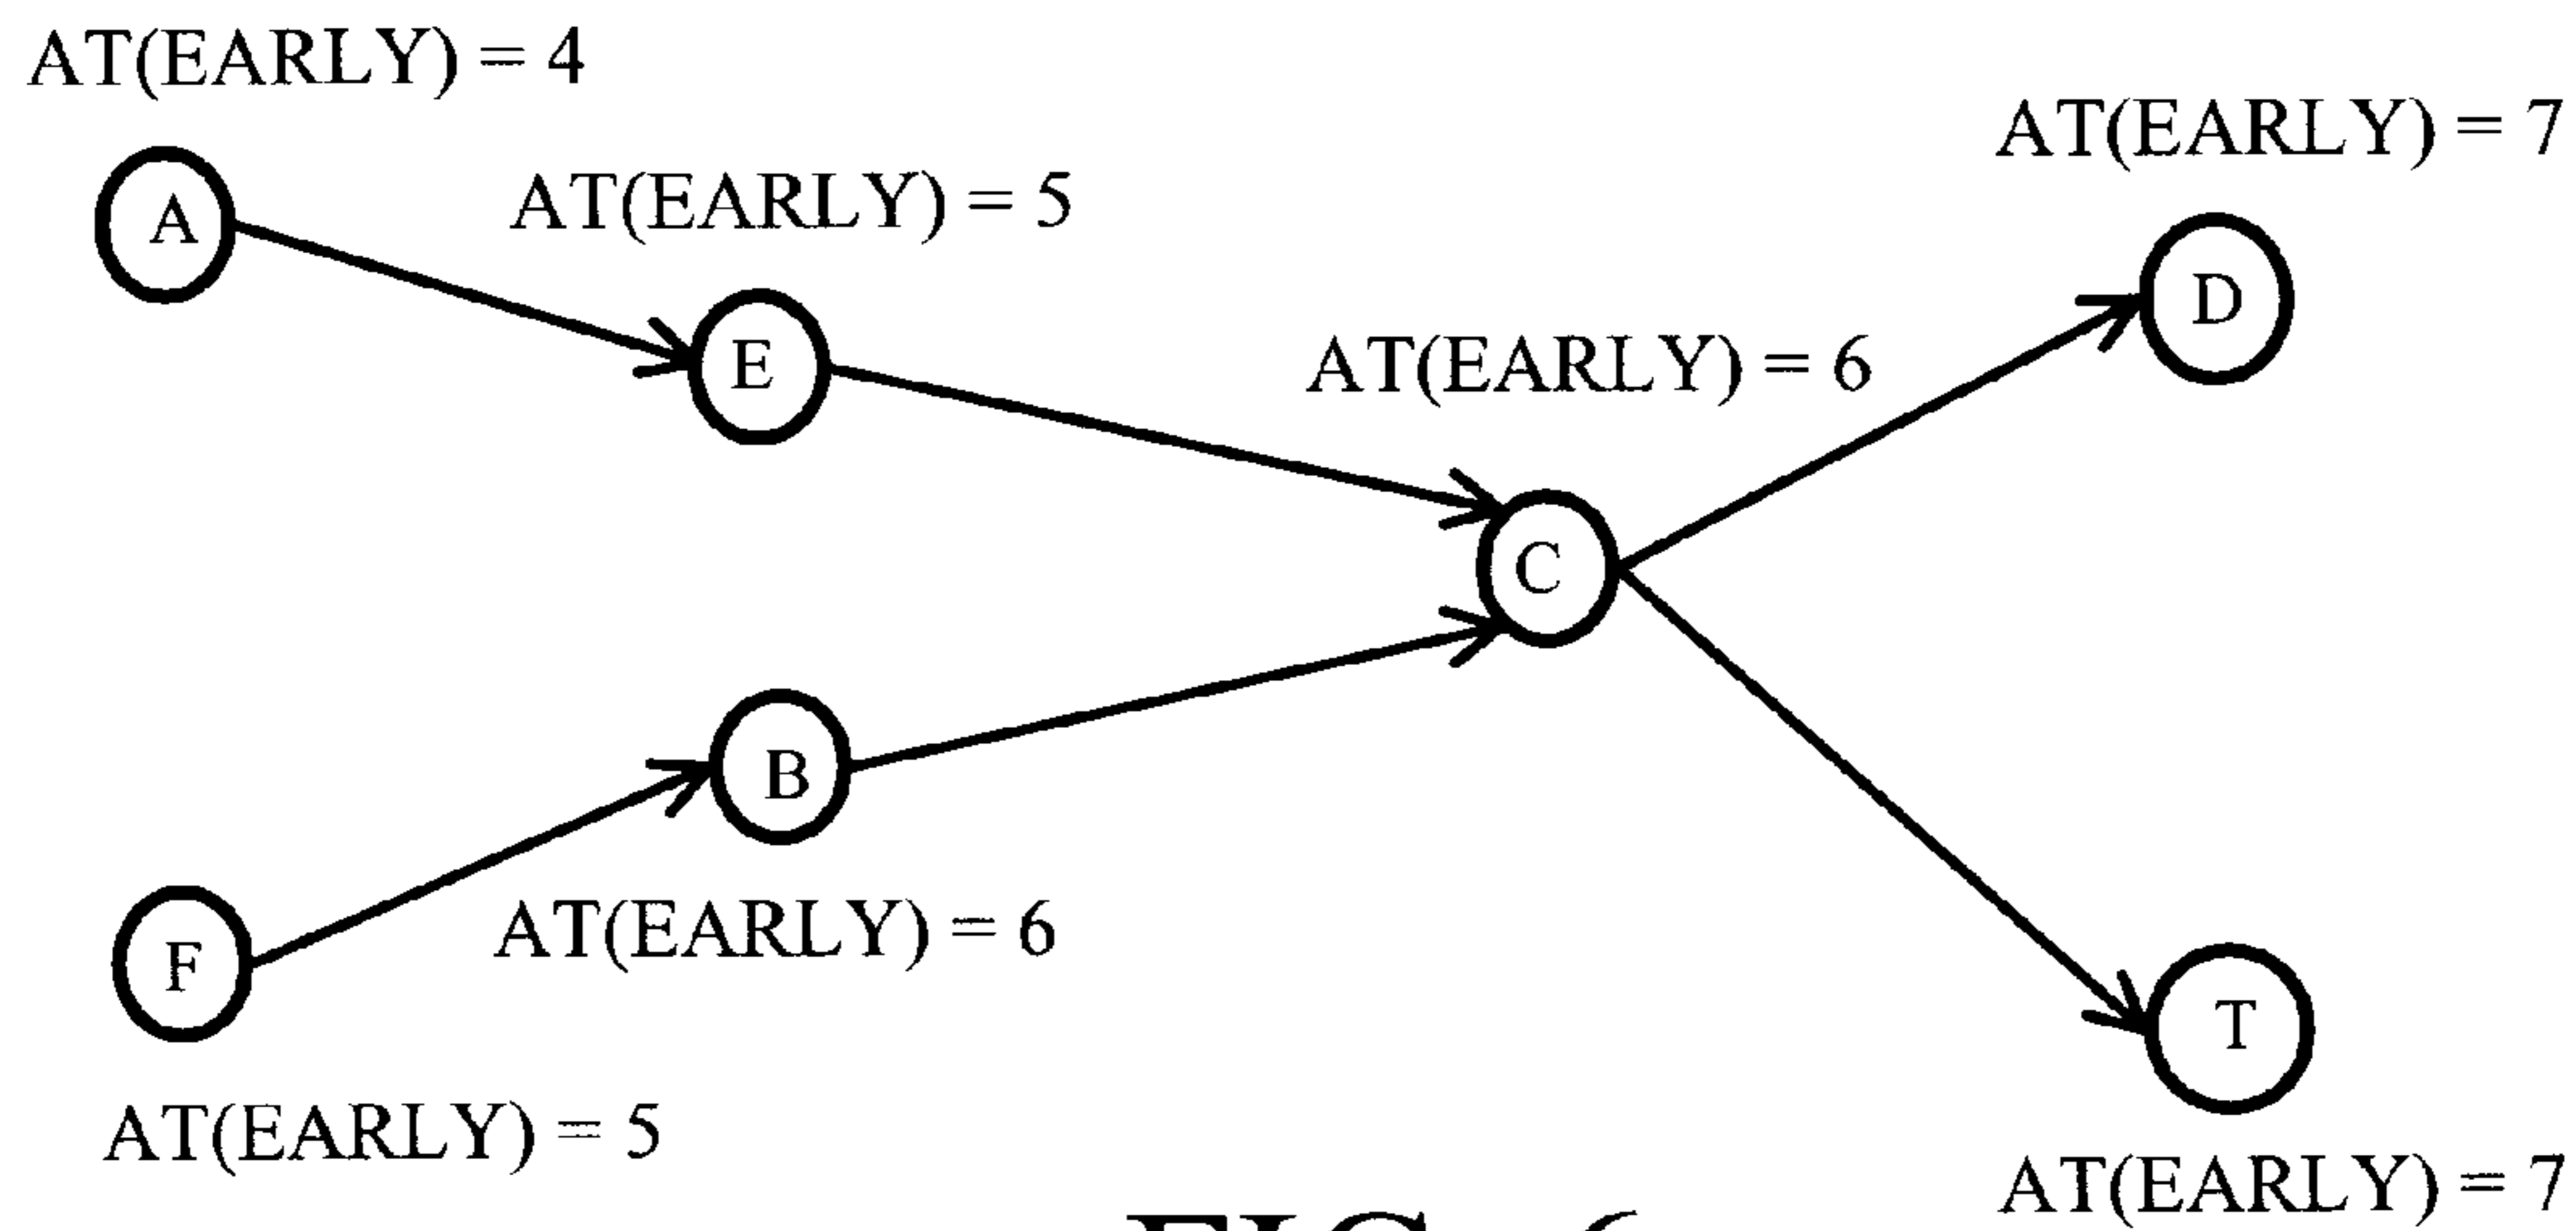 AT(EARLY) = 4
AT(EARLY) = 7
A
AT(EARLY) = 5
E
D
AT(EARLY) = 6
C
B
AT(EARLY) = 6
F
T
AT(EARLY) = 5
AT(EARLY) = 7